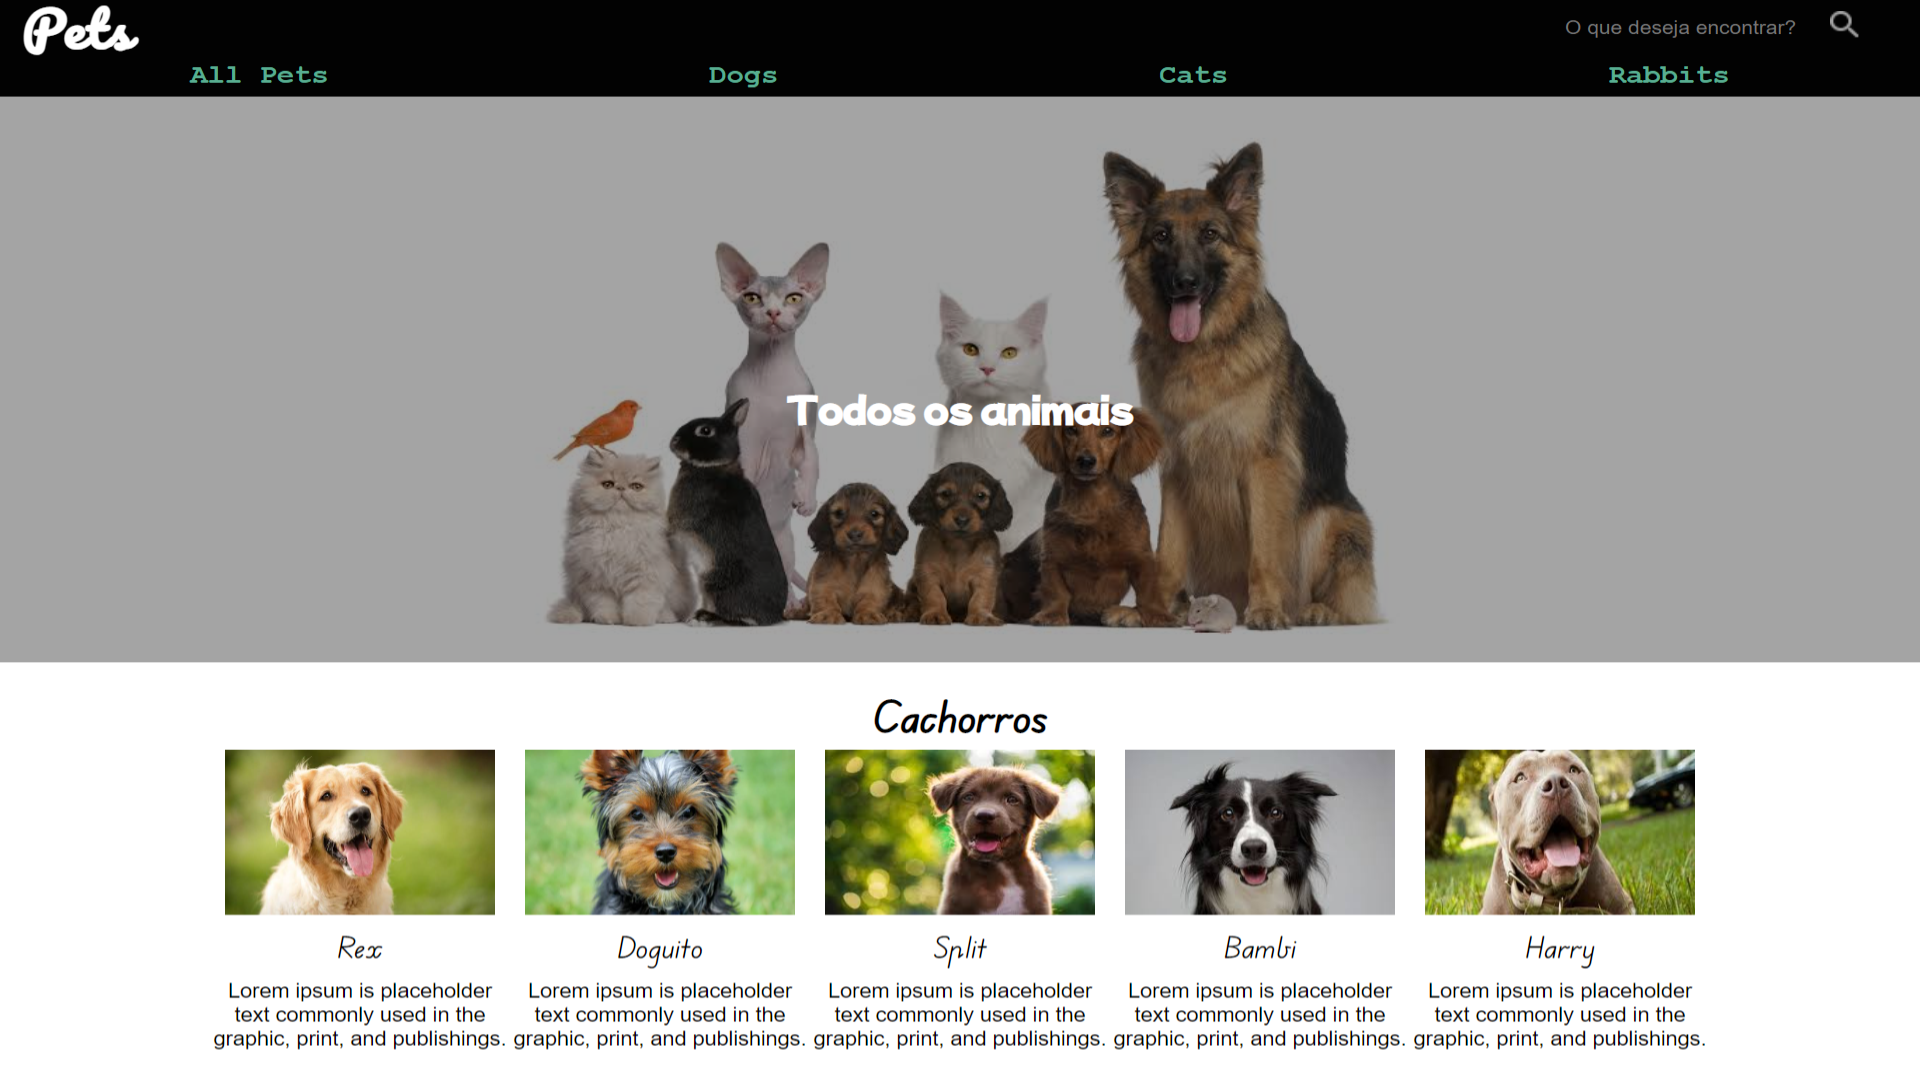 Pets
O que deseja encontrar?
All Pets
Dogs
Cats
Rabbits
Todos os animais
Cachorros
Rex
Lorem ipsum is placeholder
text commonly used in the
graphic, print, and publishings.
Doguito
Lorem ipsum is placeholder
text commonly used in the
graphic, print, and publishings.
Split
Lorem ipsum is placeholder
text commonly used in the
graphic, print, and publishings.
Bambi
Lorem ipsum is placeholder
text commonly used in the
graphic, print, and publishings.
Harry
Lorem ipsum is placeholder
text commonly used in the
graphic, print, and publishings.